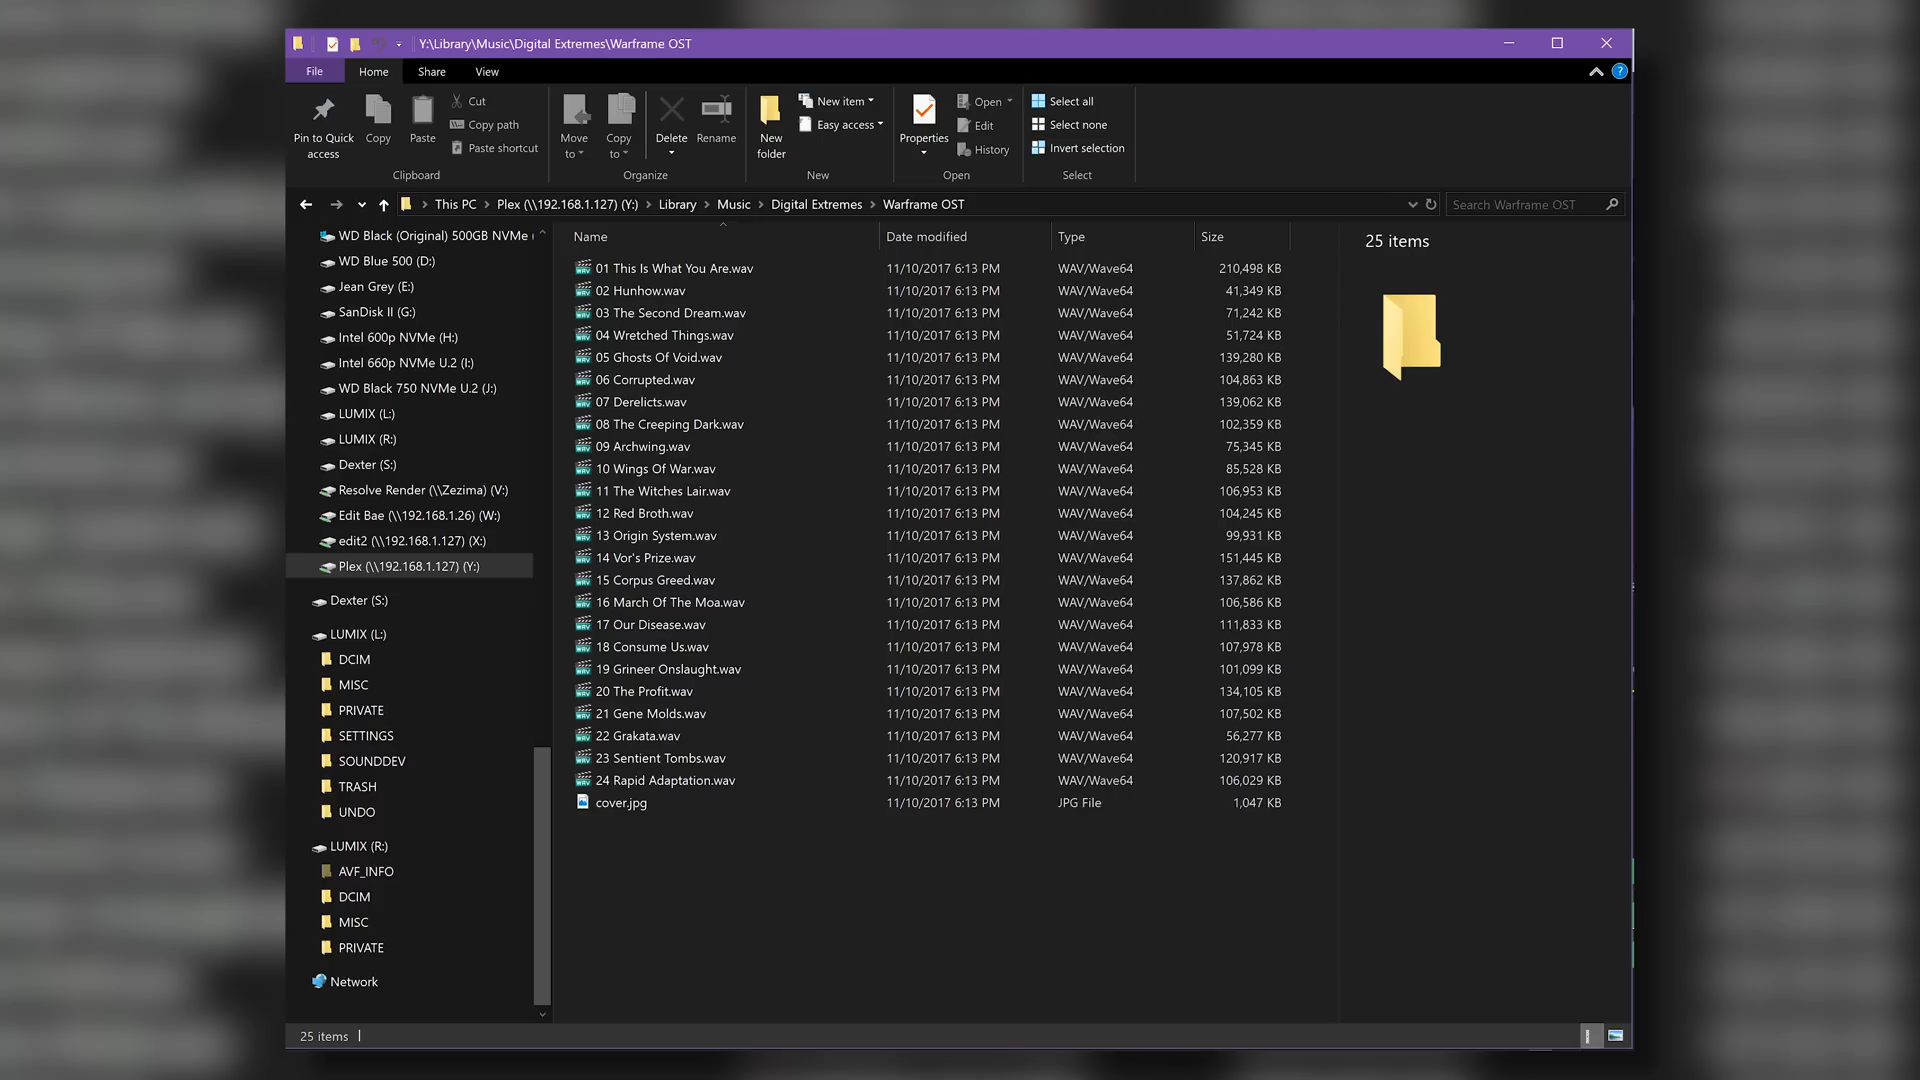 Y:\Library\Music\Digital Extremes\Warframe OST
File Home Share View
Pin to Quick access
Copy
Paste
Cut
Copy path
Paste shortcut
Clipboard
Move to
Copy to
Delete
Rename
Organize
New folder
New item
Easy access
New
Properties
Open
Edit
History
Open
Select all
Select none
Invert selection
Select
This PC > Plex (\\192.168.1.127) (Y:) > Library > Music > Digital Extremes > Warframe OST
Search Warframe OST
WD Black (Original) 500GB NVMe
WD Blue 500 (D:)
Jean Grey (E:)
SanDisk II (G:)
Intel 600p NVMe (H:)
Intel 660p NVMe U.2 (I:)
WD Black 750 NVMe U.2 (J:)
LUMIX (L:)
LUMIX (R:)
Dexter (S:)
Resolve Render (\\Zezima) (V:)
Edit Bae (\\192.168.1.26) (W:)
edit2 (\\192.168.1.127) (X:)
Plex (\\192.168.1.127) (Y:)
Dexter (S:)
LUMIX (L:)
DCIM
MISC
PRIVATE
SETTINGS
SOUNDDEV
TRASH
UNDO
LUMIX (R:)
AVF_INFO
DCIM
MISC
PRIVATE
Network
Name Date modified Type Size
01 This Is What You Are.wav 11/10/2017 6:13 PM WAV/Wave64 210,498 KB
02 Hunhow.wav 11/10/2017 6:13 PM WAV/Wave64 41,349 KB
03 The Second Dream.wav 11/10/2017 6:13 PM WAV/Wave64 71,242 KB
04 Wretched Things.wav 11/10/2017 6:13 PM WAV/Wave64 51,724 KB
05 Ghosts Of Void.wav 11/10/2017 6:13 PM WAV/Wave64 139,280 KB
06 Corrupted.wav 11/10/2017 6:13 PM WAV/Wave64 104,863 KB
07 Derelicts.wav 11/10/2017 6:13 PM WAV/Wave64 139,062 KB
08 The Creeping Dark.wav 11/10/2017 6:13 PM WAV/Wave64 102,359 KB
09 Archwing.wav 11/10/2017 6:13 PM WAV/Wave64 75,345 KB
10 Wings Of War.wav 11/10/2017 6:13 PM WAV/Wave64 85,528 KB
11 The Witches Lair.wav 11/10/2017 6:13 PM WAV/Wave64 106,953 KB
12 Red Broth.wav 11/10/2017 6:13 PM WAV/Wave64 104,245 KB
13 Origin System.wav 11/10/2017 6:13 PM WAV/Wave64 99,931 KB
14 Vor's Prize.wav 11/10/2017 6:13 PM WAV/Wave64 151,445 KB
15 Corpus Greed.wav 11/10/2017 6:13 PM WAV/Wave64 137,862 KB
16 March Of The Moa.wav 11/10/2017 6:13 PM WAV/Wave64 106,586 KB
17 Our Disease.wav 11/10/2017 6:13 PM WAV/Wave64 111,833 KB
18 Consume Us.wav 11/10/2017 6:13 PM WAV/Wave64 107,978 KB
19 Grineer Onslaught.wav 11/10/2017 6:13 PM WAV/Wave64 101,099 KB
20 The Profit.wav 11/10/2017 6:13 PM WAV/Wave64 134,105 KB
21 Gene Molds.wav 11/10/2017 6:13 PM WAV/Wave64 107,502 KB
22 Grakata.wav 11/10/2017 6:13 PM WAV/Wave64 56,277 KB
23 Sentient Tombs.wav 11/10/2017 6:13 PM WAV/Wave64 120,917 KB
24 Rapid Adaptation.wav 11/10/2017 6:13 PM WAV/Wave64 106,029 KB
cover.jpg 11/10/2017 6:13 PM JPG File 1,047 KB
25 items
25 items